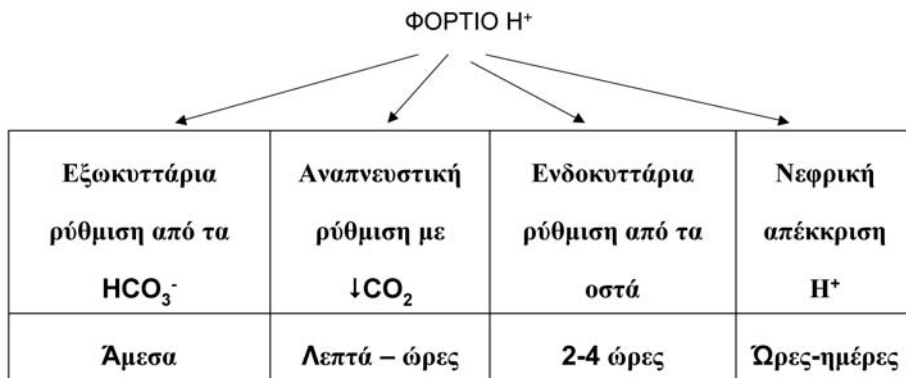 ΦΟΡΤΙΟ H⁺
Εξωκυττάρια
ρύθμιση από τα
HCO₃⁻
Αναπνευστική
ρύθμιση με
↓CO₂
Ενδοκυττάρια
ρύθμιση από τα
οστά
Νεφρική
απέκκριση
H⁺
Άμεσα
Λεπτά – ώρες
2-4 ώρες
Ώρες-ημέρες